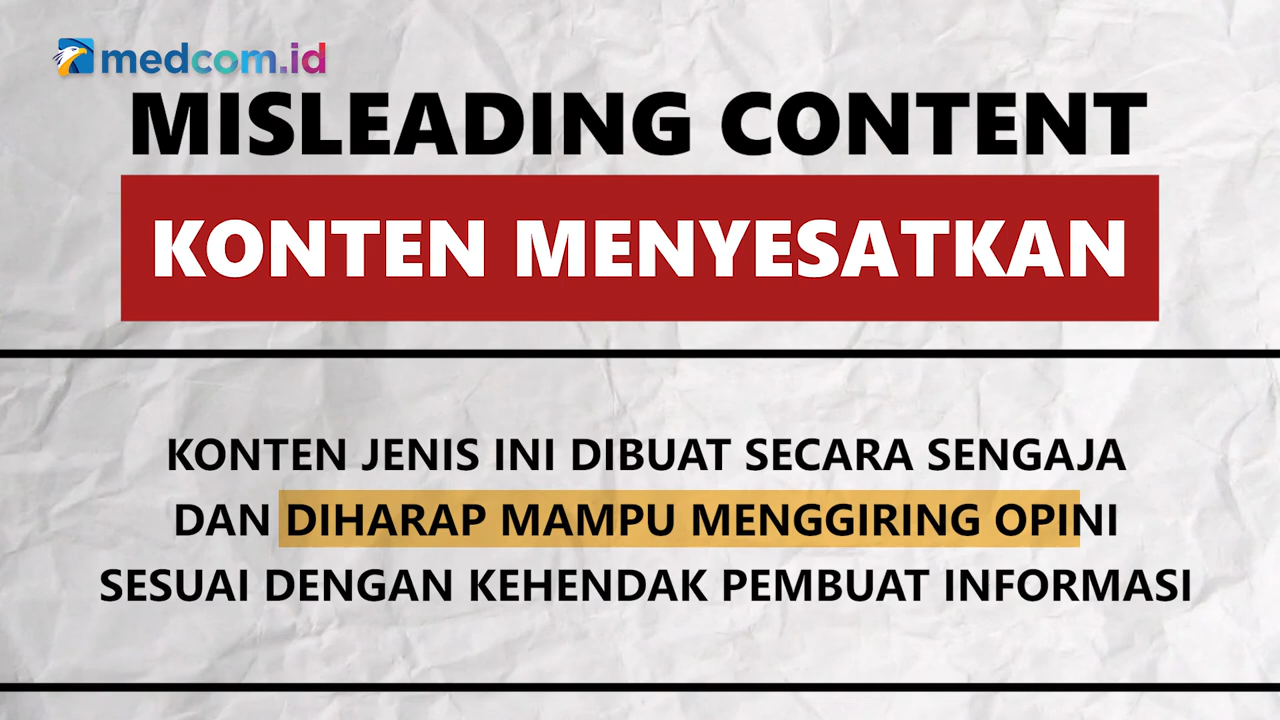 medcom.id
MISLEADING CONTENT
KONTEN MENYESATKAN
KONTEN JENIS INI DIBUAT SECARA SENGAJA
DAN DIHARAP MAMPU MENGGIRING OPINI
SESUAI DENGAN KEHENDAK PEMBUAT INFORMASI